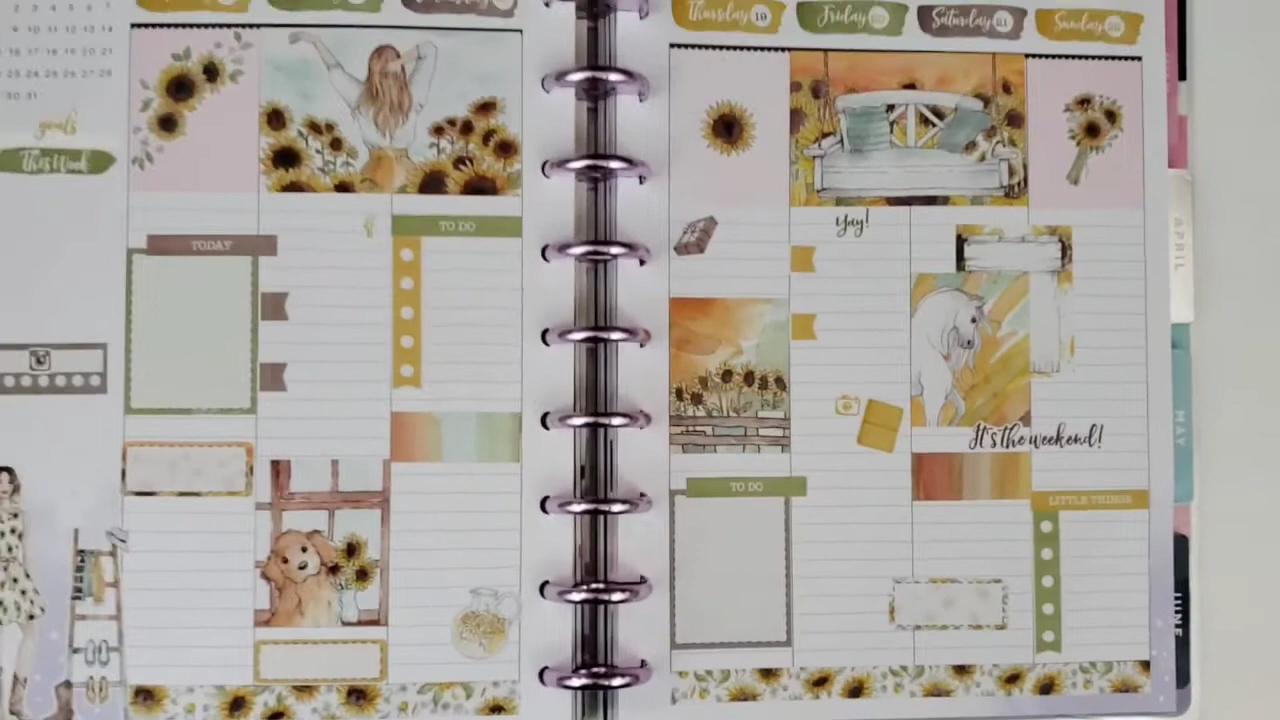 goals
This Week
TO DO
TODAY
Thursday 19
Friday 20
Saturday 21
Sunday
Yay!
It's the weekend!
TO DO
LITTLE THINGS
APRIL
MAY
JUNE